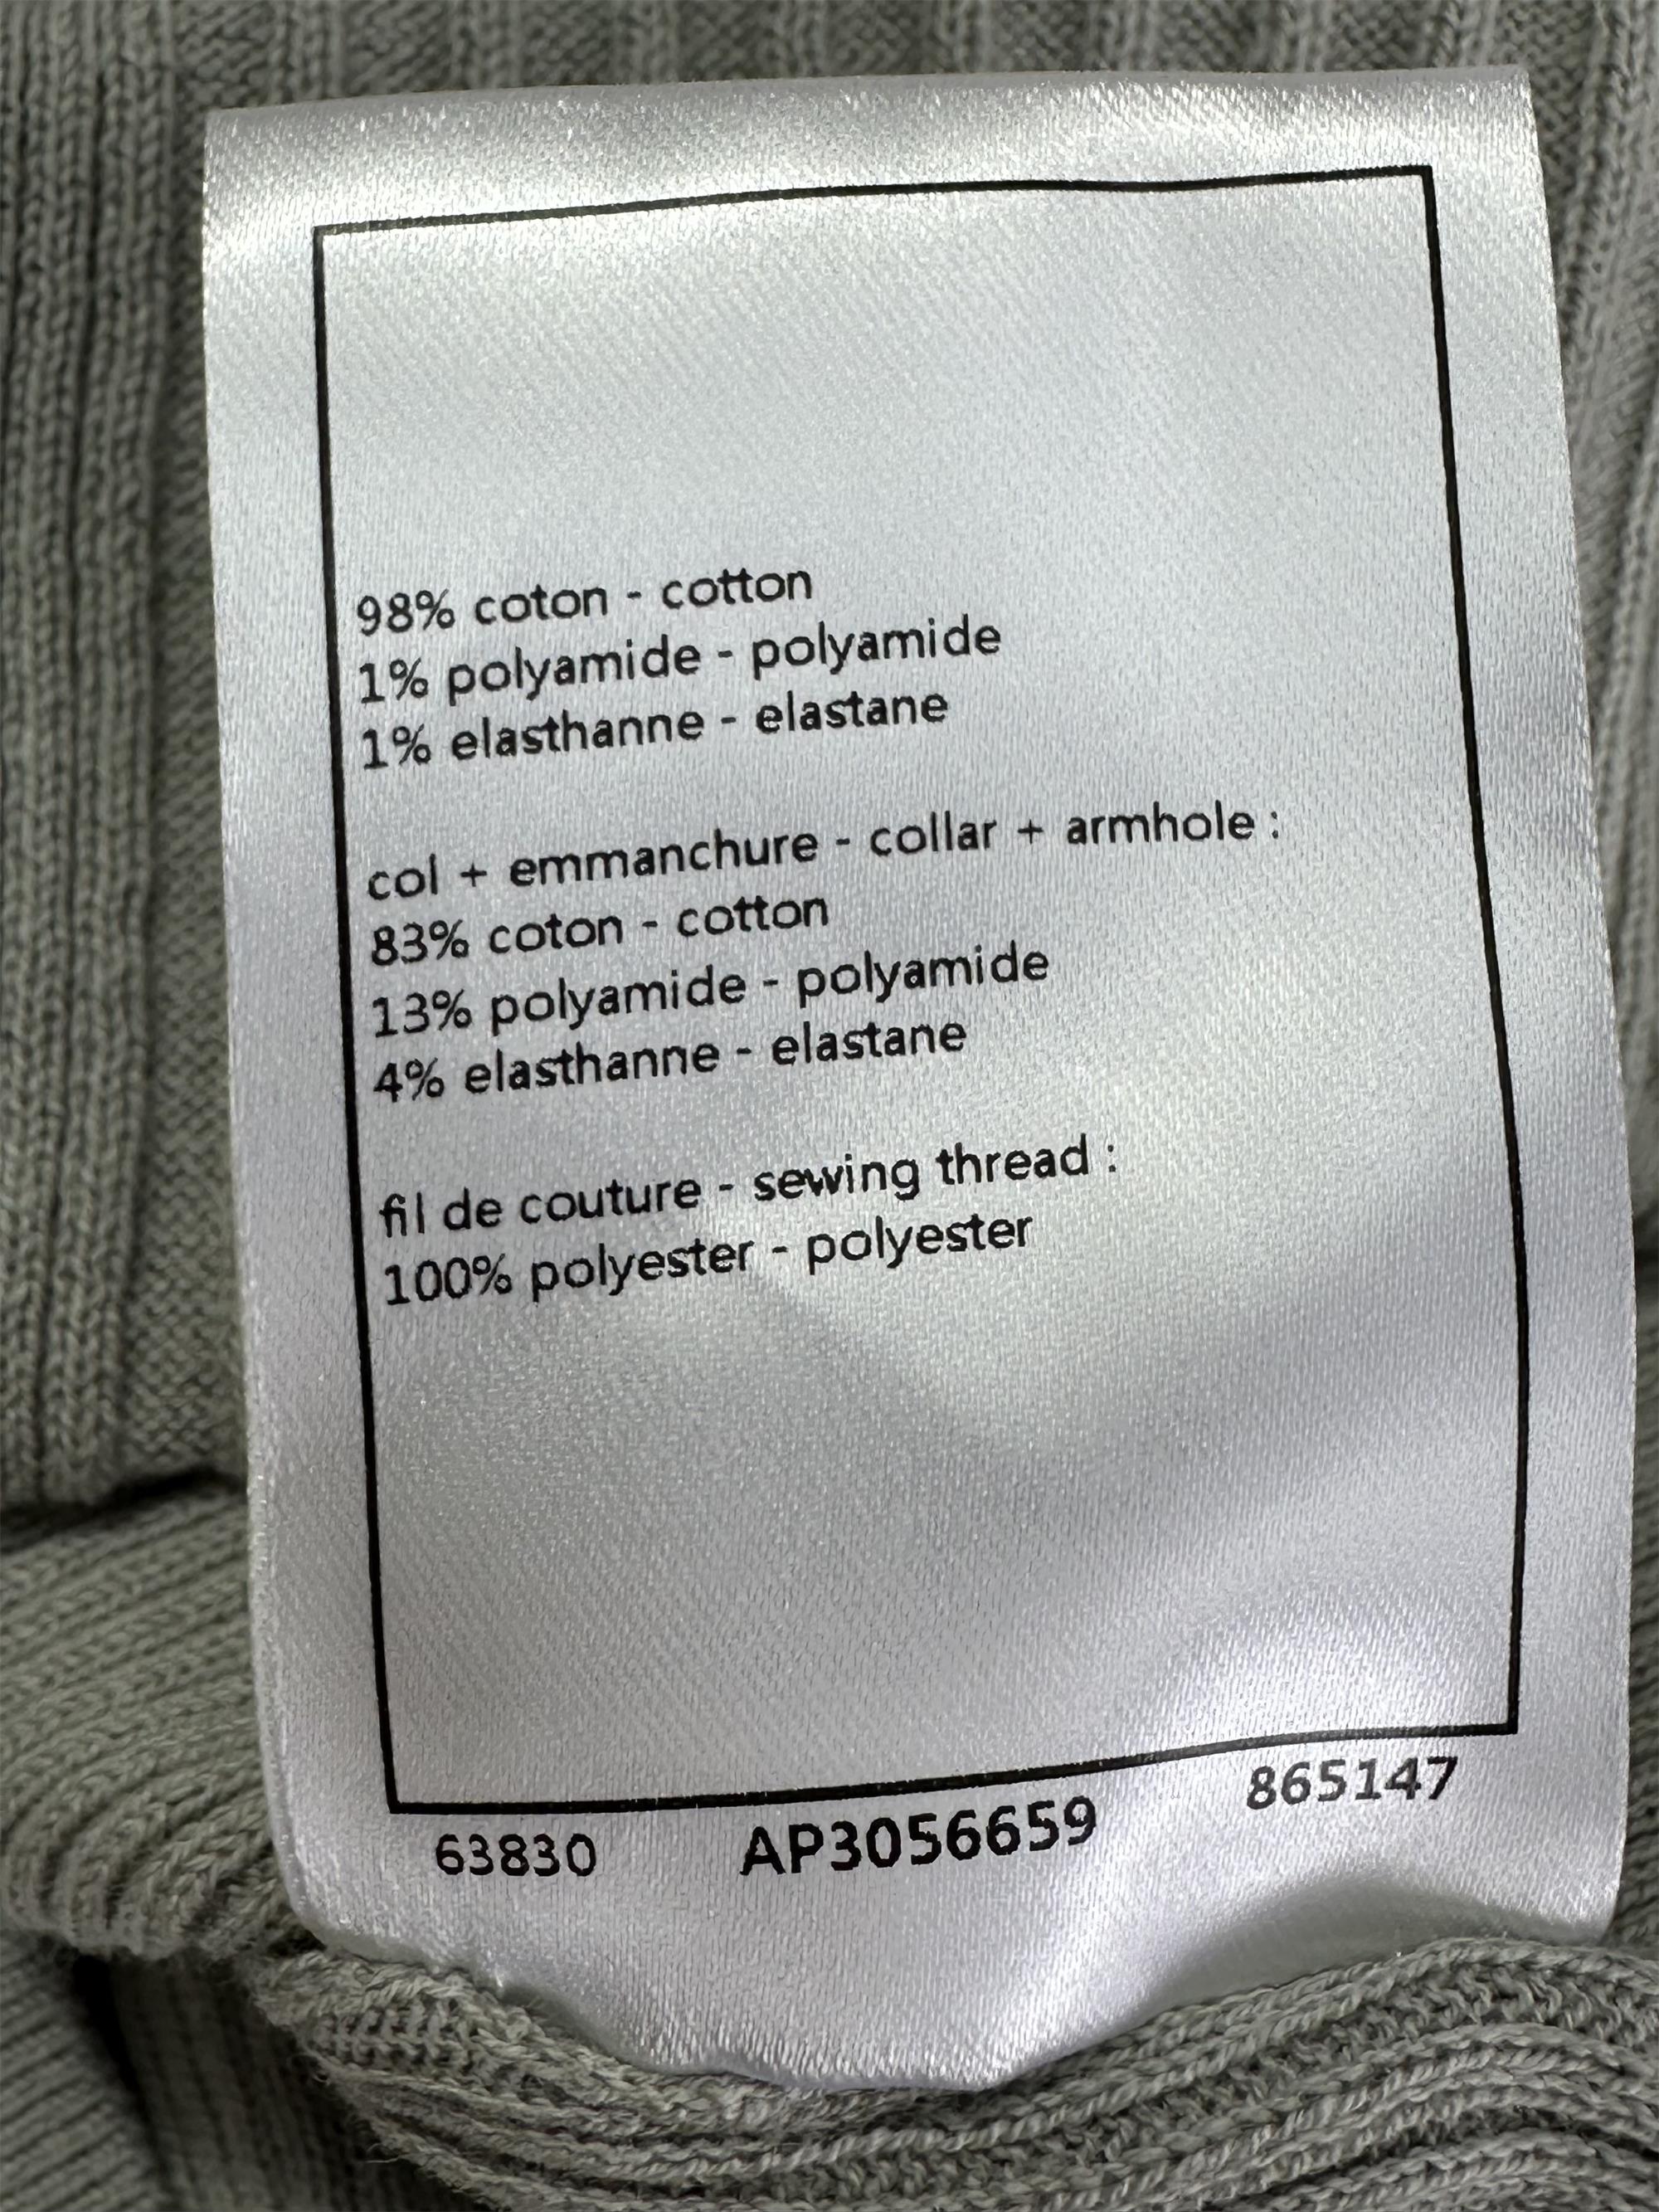 98% coton - cotton
1% polyamide - polyamide
1% elasthanne - elastane
col + emmanchure - collar + armhole :
83% coton - cotton
13% polyamide - polyamide
4% elasthanne - elastane
fil de couture - sewing thread :
100% polyester - polyester
63830 AP3056659 865147